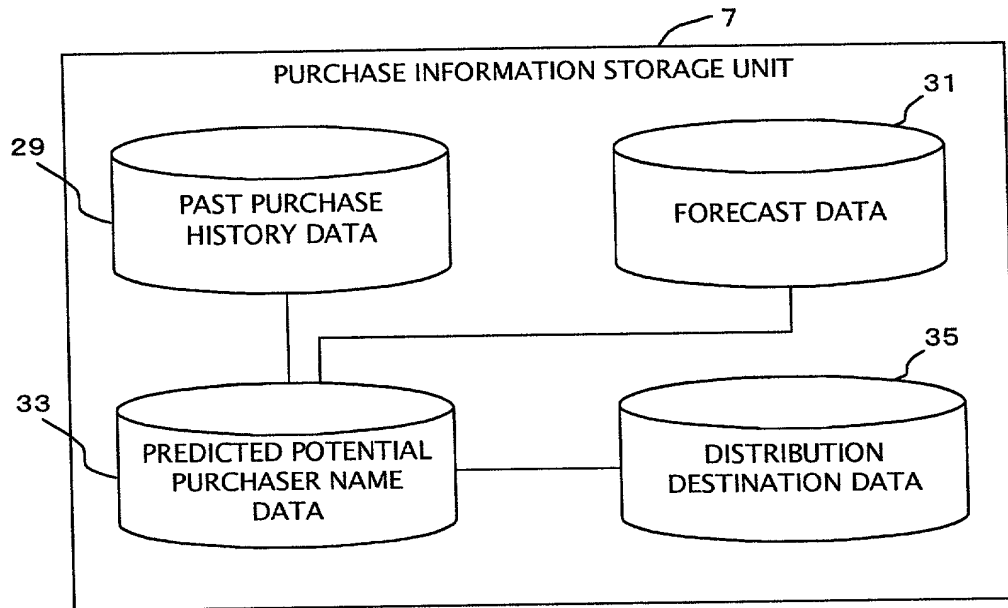 7
PURCHASE INFORMATION STORAGE UNIT
31
29
PAST PURCHASE
HISTORY DATA
FORECAST DATA
35
33
PREDICTED POTENTIAL
PURCHASER NAME
DATA
DISTRIBUTION
DESTINATION DATA